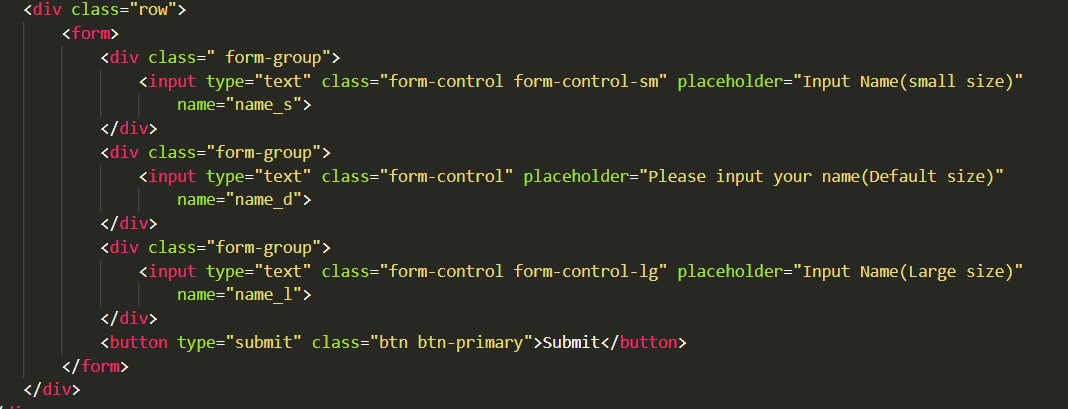 <div class="row">
<form>
<div class=" form-group">
<input type="text" class="form-control form-control-sm" placeholder="Input Name(small size)"
name="name_s">
</div>
<div class="form-group">
<input type="text" class="form-control" placeholder="Please input your name(Default size)"
name="name_d">
</div>
<div class="form-group">
<input type="text" class="form-control form-control-lg" placeholder="Input Name(Large size)"
name="name_l">
</div>
<button type="submit" class="btn btn-primary">Submit</button>
</form>
</div>